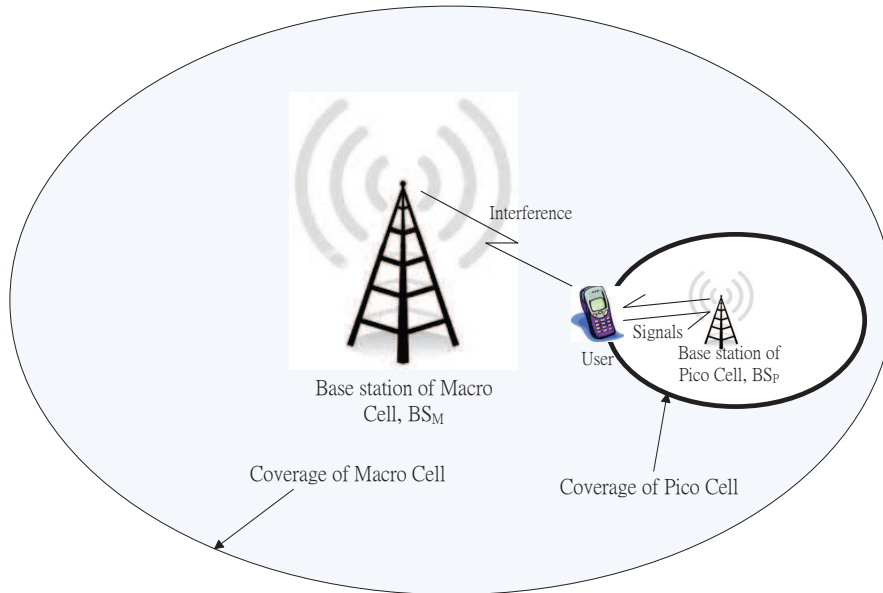 Interference
Signals
User
Base station of
Pico Cell, BSP
Base station of Macro
Cell, BSM
Coverage of Macro Cell
Coverage of Pico Cell